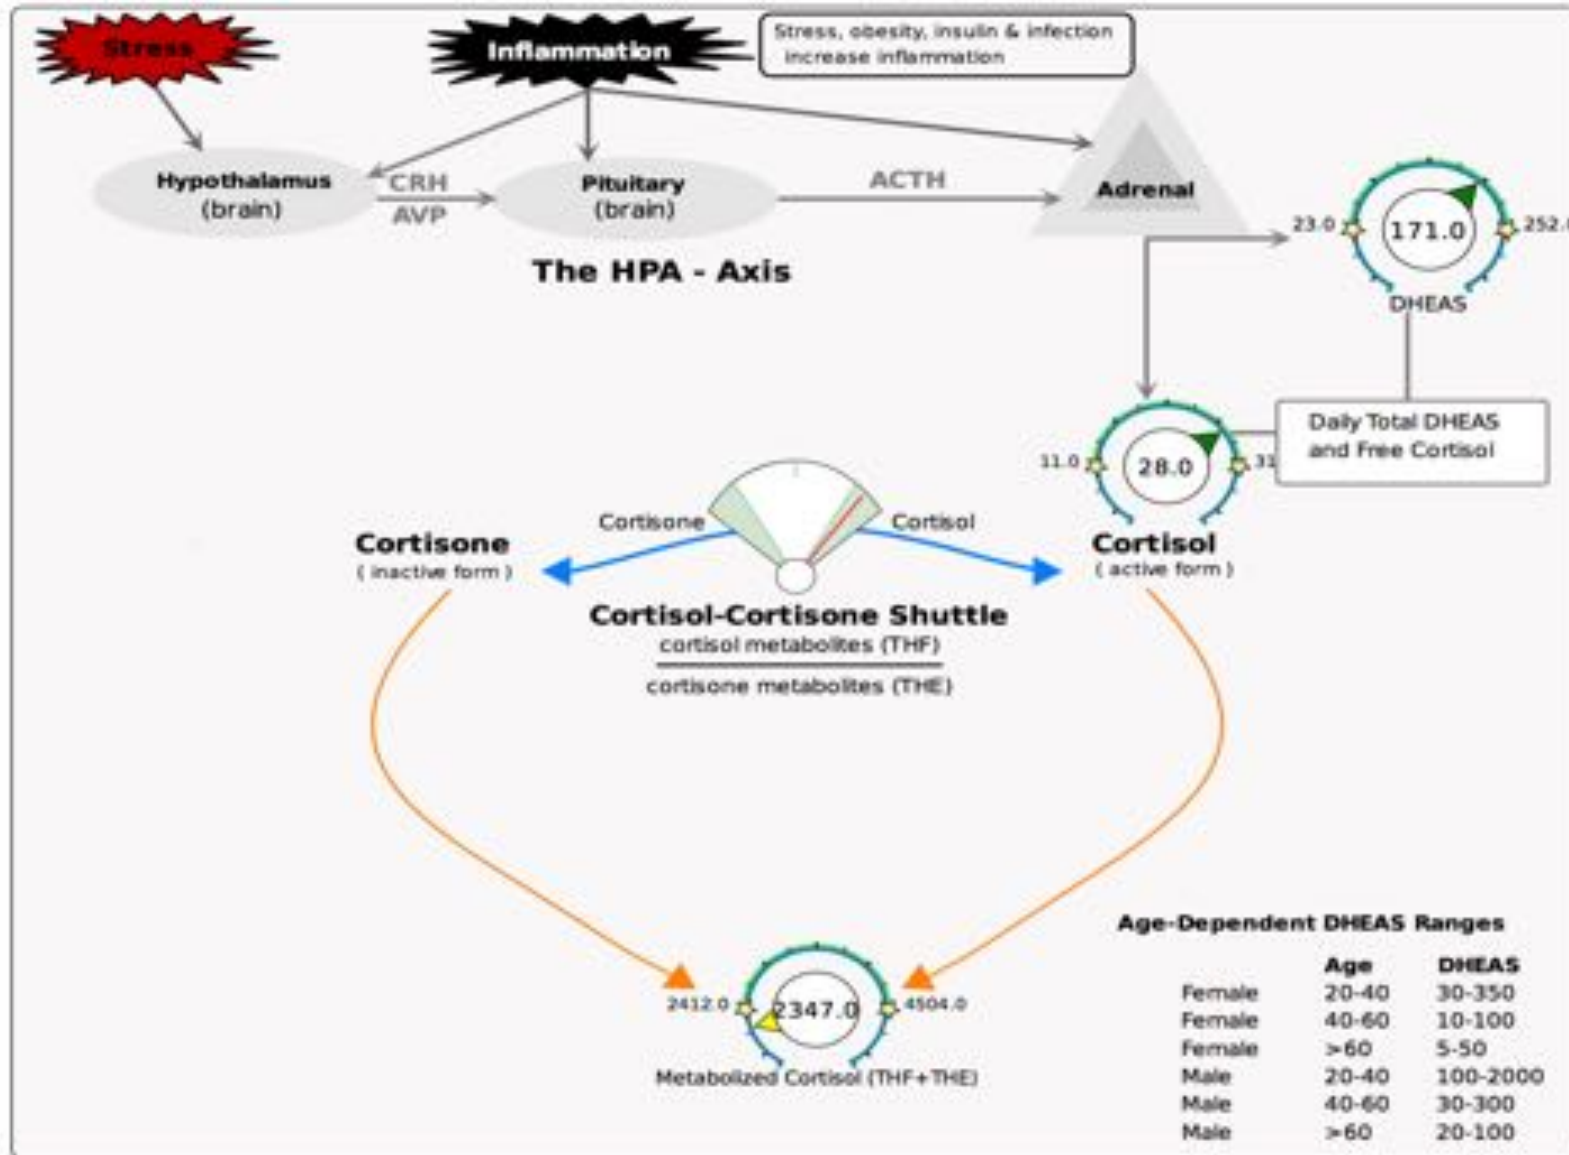 Stress
Inflammation
Stress, obesity, insulin & infection
increase inflammation
Hypothalamus
(brain)
CRH
AVP
Pituitary
(brain)
ACTH
Adrenal
The HPA - Axis
23.0
171.0
252.
DHEAS
Daily Total DHEAS
and Free Cortisol
11.0
28.0
31
Cortisone
Cortisol
Cortisone
( inactive form )
Cortisol
( active form )
Cortisol-Cortisone Shuttle
cortisol metabolites (THF)
cortisone metabolites (THE)
2412.0
2347.0
4504.0
Metabolized Cortisol (THF+THE)
Age-Dependent DHEAS Ranges
Age DHEAS
Female 20-40 30-350
Female 40-60 10-100
Female >60 5-50
Male 20-40 100-2000
Male 40-60 30-300
Male >60 20-100